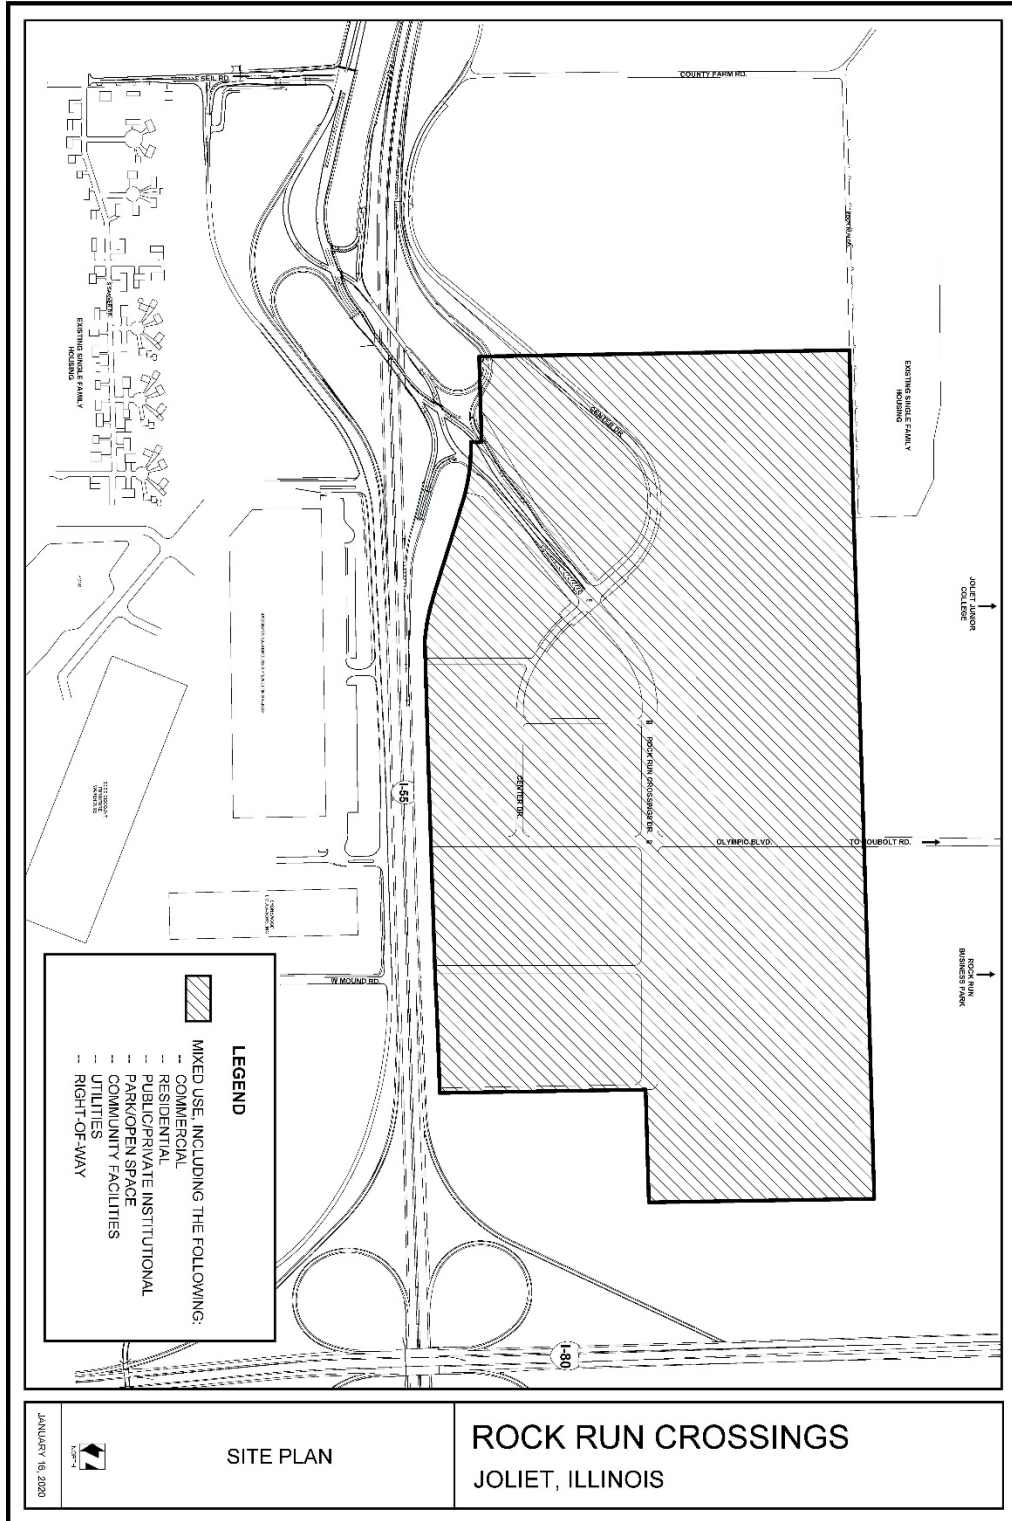 SEIL RD.
COUNTY FARM RD.
EXISTING SINGLE FAMILY
HOUSING
EXISTING SINGLE FAMILY
HOUSING
CENTER DR.
JOLIET JUNIOR
COLLEGE
ROCK RUN CROSSINGS DR.
CENTER DR.
I-55
OLYMPIC BLVD.
TO HOUBOLT RD.
ROCK RUN
BUSINESS PARK
W MOUND RD.
LEGEND
MIXED USE, INCLUDING THE FOLLOWING:
-- COMMERCIAL
-- RESIDENTIAL
-- PUBLIC/PRIVATE INSTITUTIONAL
-- PARK/OPEN SPACE
-- COMMUNITY FACILITIES
-- UTILITIES
-- RIGHT-OF-WAY
I-80
JANUARY 16, 2020
NORTH
SITE PLAN
ROCK RUN CROSSINGS
JOLIET, ILLINOIS